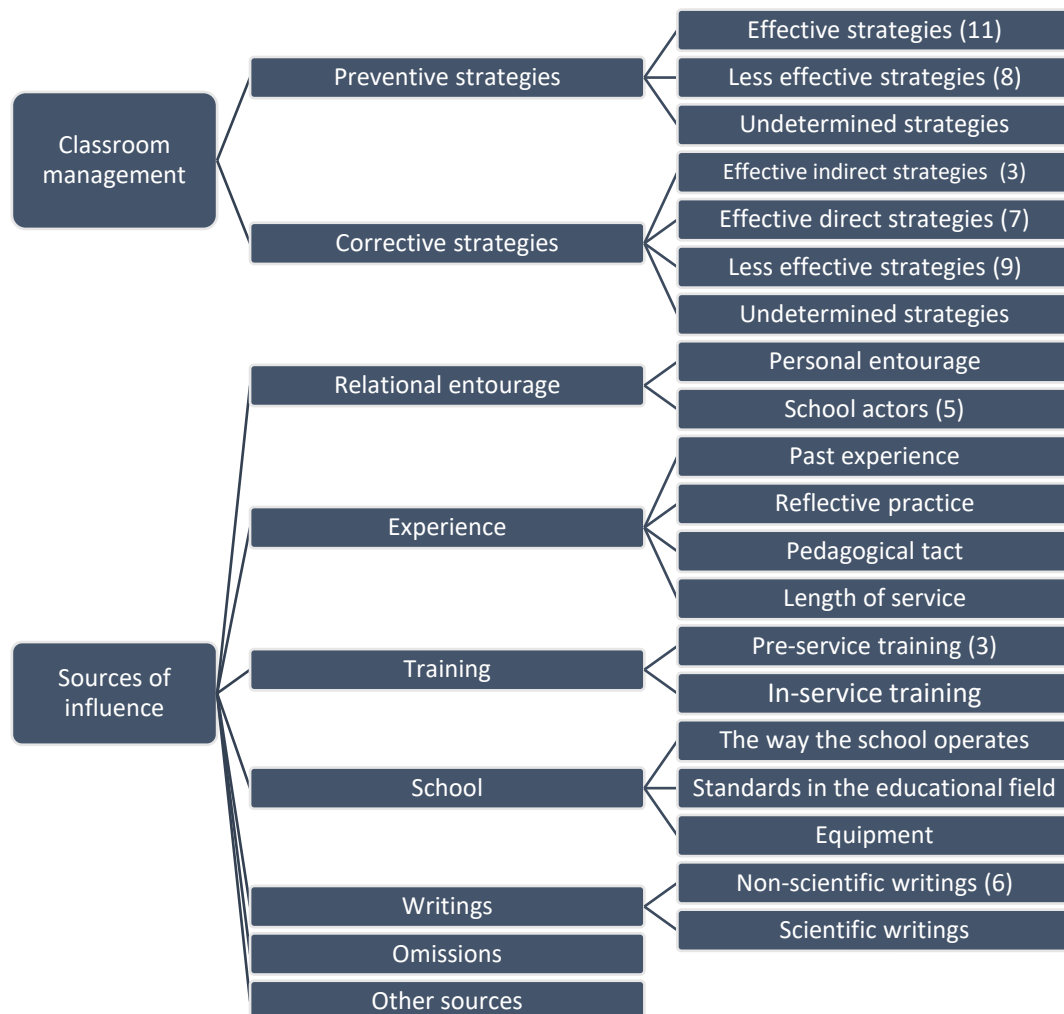 Classroom
management
Preventive strategies
Effective strategies (11)
Less effective strategies (8)
Undetermined strategies
Corrective strategies
Effective indirect strategies (3)
Effective direct strategies (7)
Less effective strategies (9)
Undetermined strategies
Sources of
influence
Relational entourage
Personal entourage
School actors (5)
Experience
Past experience
Reflective practice
Pedagogical tact
Length of service
Training
Pre-service training (3)
In-service training
School
The way the school operates
Standards in the educational field
Equipment
Writings
Non-scientific writings (6)
Scientific writings
Omissions
Other sources